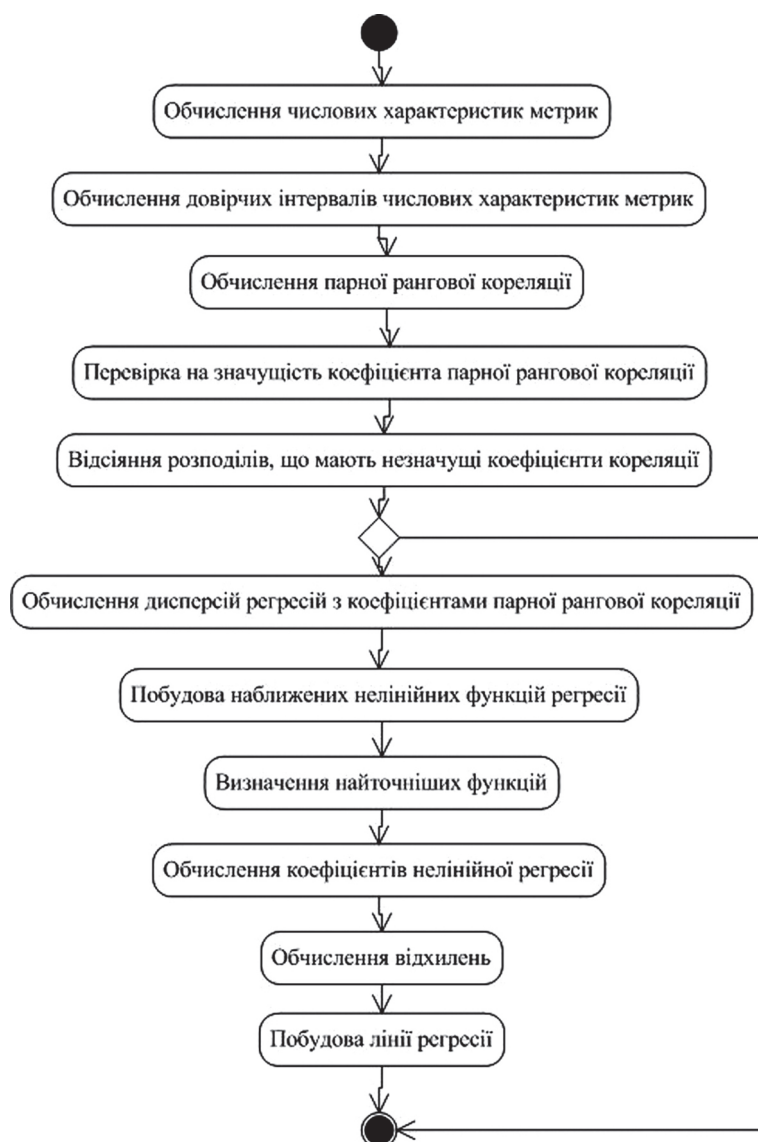 Обчислення числових характеристик метрик
Обчислення довірчих інтервалів числових характеристик метрик
Обчислення парної рангової кореляції
Перевірка на значущість коефіцієнта парної рангової кореляції
Відсіяння розподілів, що мають незначущі коефіцієнти кореляції
Обчислення дисперсій регресій з коефіцієнтами парної рангової кореляції
Побудова наближених нелінійних функцій регресії
Визначення найточніших функцій
Обчислення коефіцієнтів нелінійної регресії
Обчислення відхилень
Побудова лінії регресії